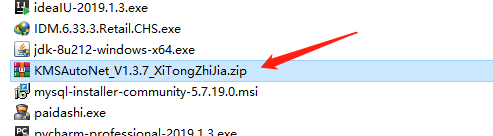 ideaIU-2019.1.3.exe
IDM.6.33.3.Retail.CHS.exe
jdk-8u212-windows-x64.exe
KMSAutoNet_V1.3.7_XiTongZhiJia.zip
mysql-installer-community-5.7.19.0.msi
paidashi.exe
pycharm-professional-2019.1.3.exe